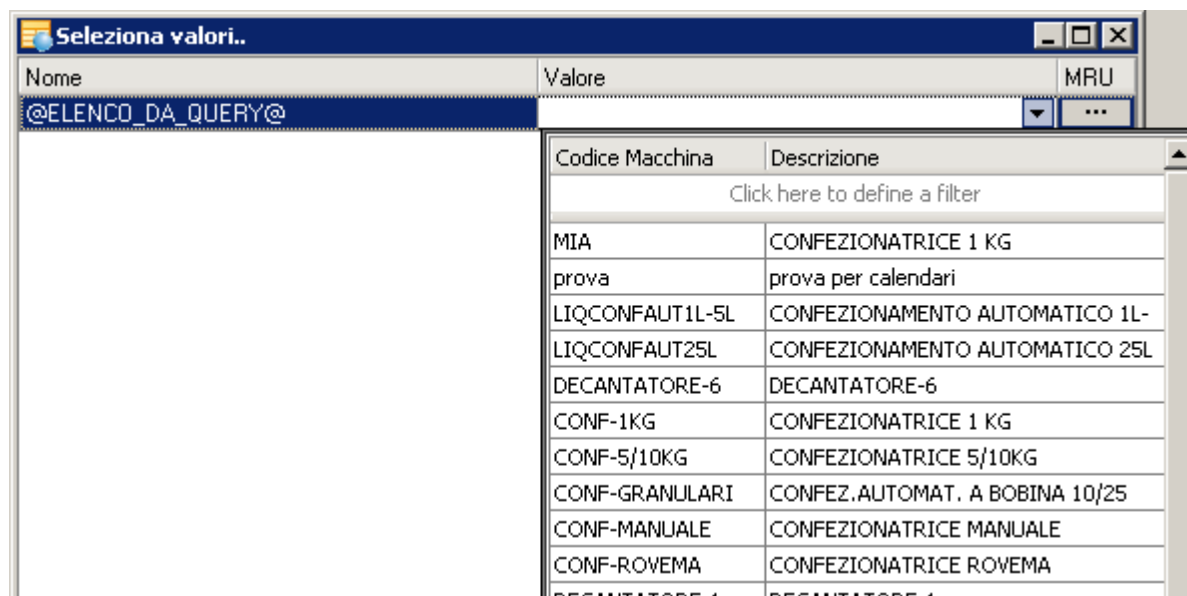 Seleziona valori..
Nome Valore MRU
@ELENCO_DA_QUERY@ ...
Codice Macchina Descrizione
Click here to define a filter
MIA CONFEZIONATRICE 1 KG
prova prova per calendari
LIQCONFAUT1L-5L CONFEZIONAMENTO AUTOMATICO 1L-
LIQCONFAUT25L CONFEZIONAMENTO AUTOMATICO 25L
DECANTATORE-6 DECANTATORE-6
CONF-1KG CONFEZIONATRICE 1 KG
CONF-5/10KG CONFEZIONATRICE 5/10KG
CONF-GRANULARI CONFEZ.AUTOMAT. A BOBINA 10/25
CONF-MANUALE CONFEZIONATRICE MANUALE
CONF-ROVEMA CONFEZIONATRICE ROVEMA